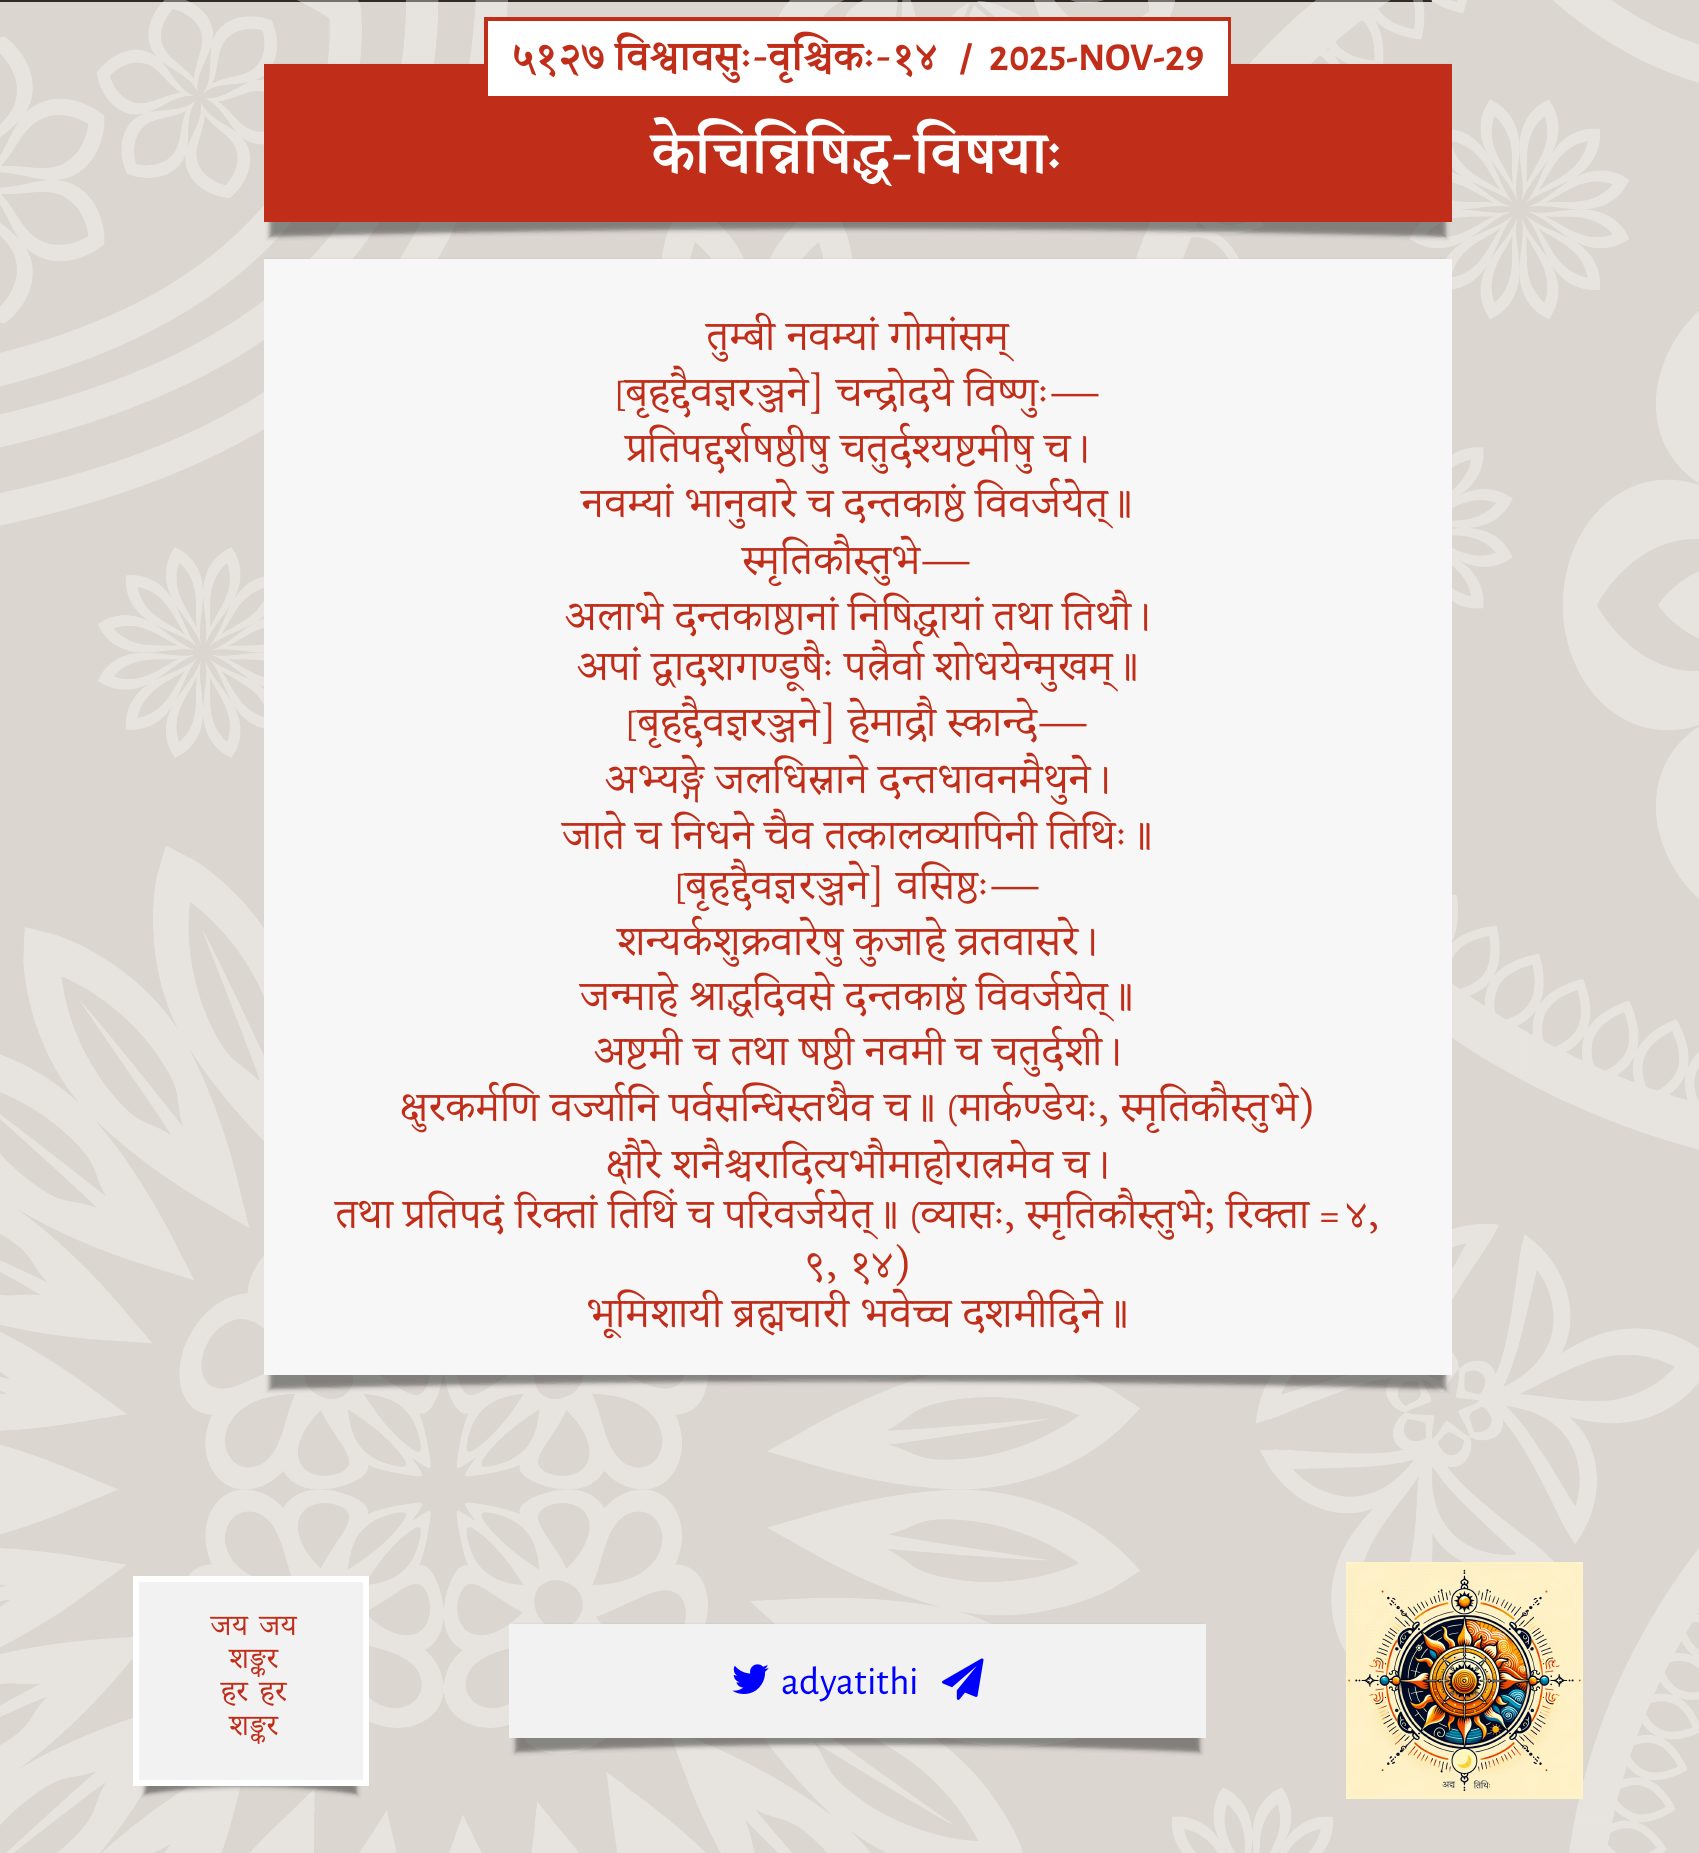 ५१२७ विश्वावसुः-वृश्चिकः-१४ / 2025-NOV-29
केचिन्निषिद्ध-विषयाः
तुम्बी नवम्यां गोमांसम्
[बृहद्दैवज्ञरञ्जने] चन्द्रोदये विष्णुः—
प्रतिपद्दर्शषष्ठीषु चतुर्दश्यष्टमीषु च।
नवम्यां भानुवारे च दन्तकाष्ठं विवर्जयेत्॥
स्मृतिकौस्तुभे—
अलाभे दन्तकाष्ठानां निषिद्धायां तथा तिथौ।
अपां द्वादशगण्डूषैः पत्रैर्वा शोधयेन्मुखम्॥
[बृहद्दैवज्ञरञ्जने] हेमाद्रौ स्कान्दे—
अभ्यङ्गे जलधिस्नाने दन्तधावनमैथुने।
जाते च निधने चैव तत्कालव्यापिनी तिथिः॥
[बृहद्दैवज्ञरञ्जने] वसिष्ठः—
शन्यर्कशुक्रवारेषु कुजाहे व्रतवासरे।
जन्माहे श्राद्धदिवसे दन्तकाष्ठं विवर्जयेत्॥
अष्टमी च तथा षष्ठी नवमी च चतुर्दशी।
क्षुरकर्मणि वर्ज्यानि पर्वसन्धिस्तथैव च॥ (मार्कण्डेयः, स्मृतिकौस्तुभे)
क्षौरे शनैश्चरादित्यभौमाहोरात्रमेव च।
तथा प्रतिपदं रिक्तां तिथिं च परिवर्जयेत्॥ (व्यासः, स्मृतिकौस्तुभे; रिक्ता = ४,
९, १४)
भूमिशायी ब्रह्मचारी भवेच्च दशमीदिने॥
जय जय
शङ्कर
हर हर
शङ्कर
adyatithi
अद्य तिथिः